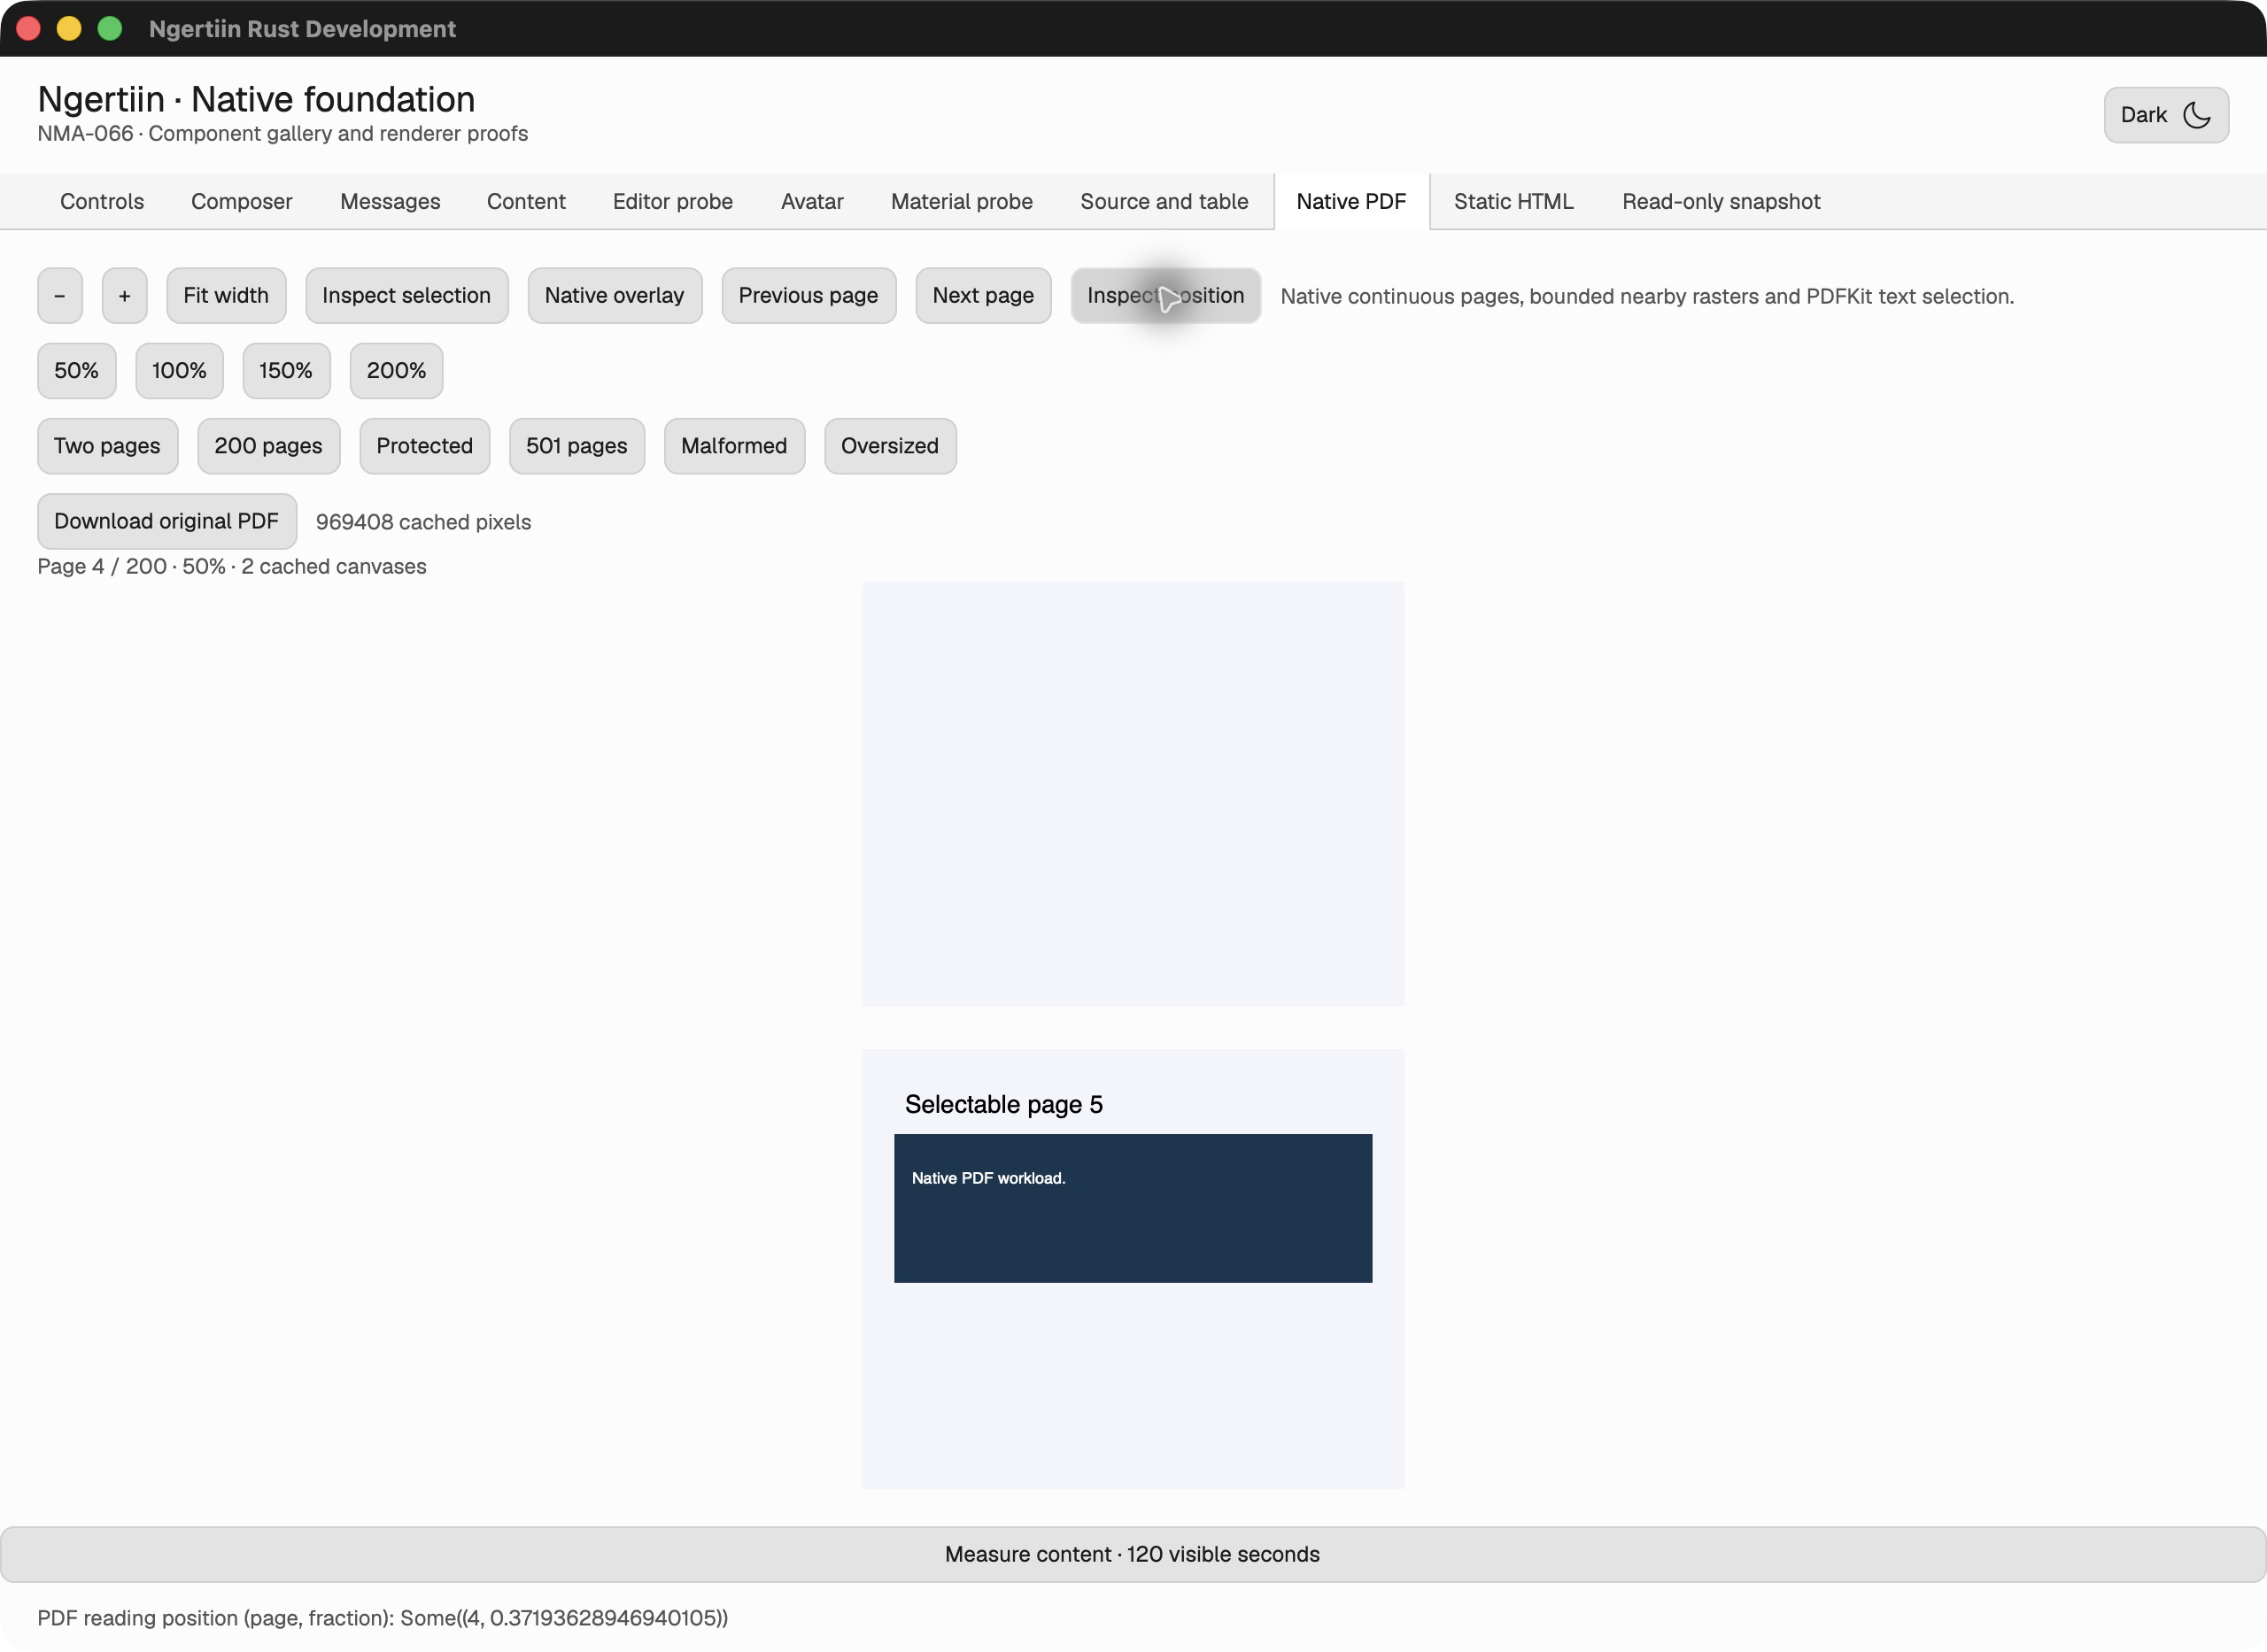 Ngertiin Rust Development
Ngertiin · Native foundation
NMA-066 · Component gallery and renderer proofs
Dark
Controls Composer Messages Content Editor probe Avatar Material probe Source and table Native PDF Static HTML Read-only snapshot
− + Fit width Inspect selection Native overlay Previous page Next page Inspect position Native continuous pages, bounded nearby rasters and PDFKit text selection.
50% 100% 150% 200%
Two pages 200 pages Protected 501 pages Malformed Oversized
Download original PDF 969408 cached pixels
Page 4 / 200 · 50% · 2 cached canvases
Selectable page 5
Native PDF workload.
Measure content · 120 visible seconds
PDF reading position (page, fraction): Some((4, 0.37193628946940105))